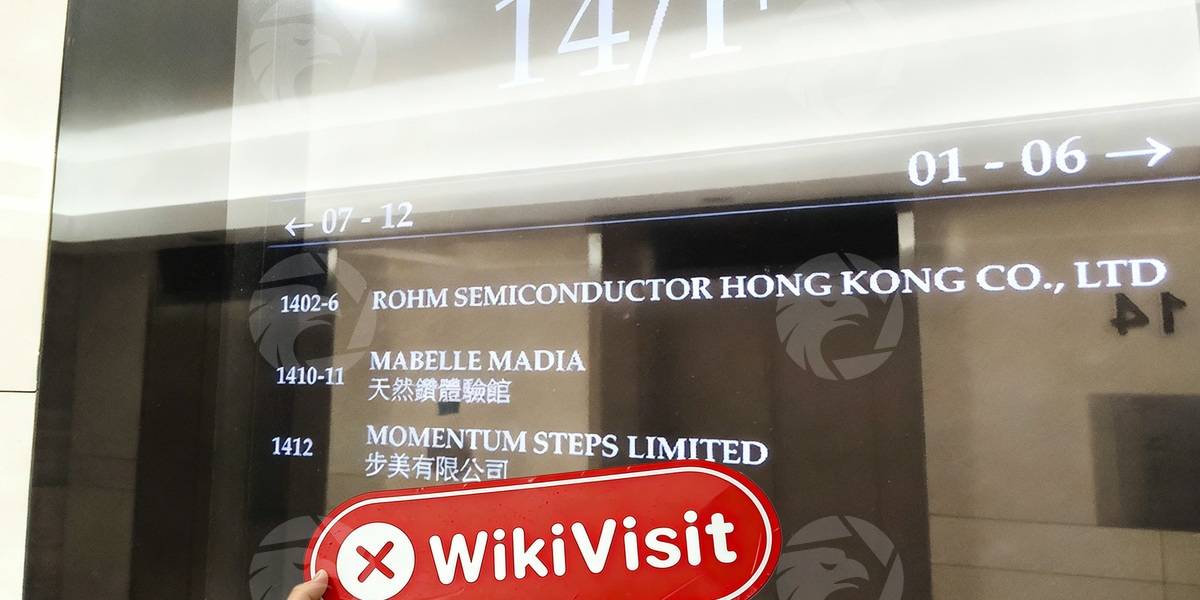 14/F
01 - 06 →
← 07 - 12
1402-6 ROHM SEMICONDUCTOR HONG KONG CO., LTD
14
1410-11 MABELLE MADIA
天然鑽體驗館
1412 MOMENTUM STEPS LIMITED
步美有限公司
WikiVisit